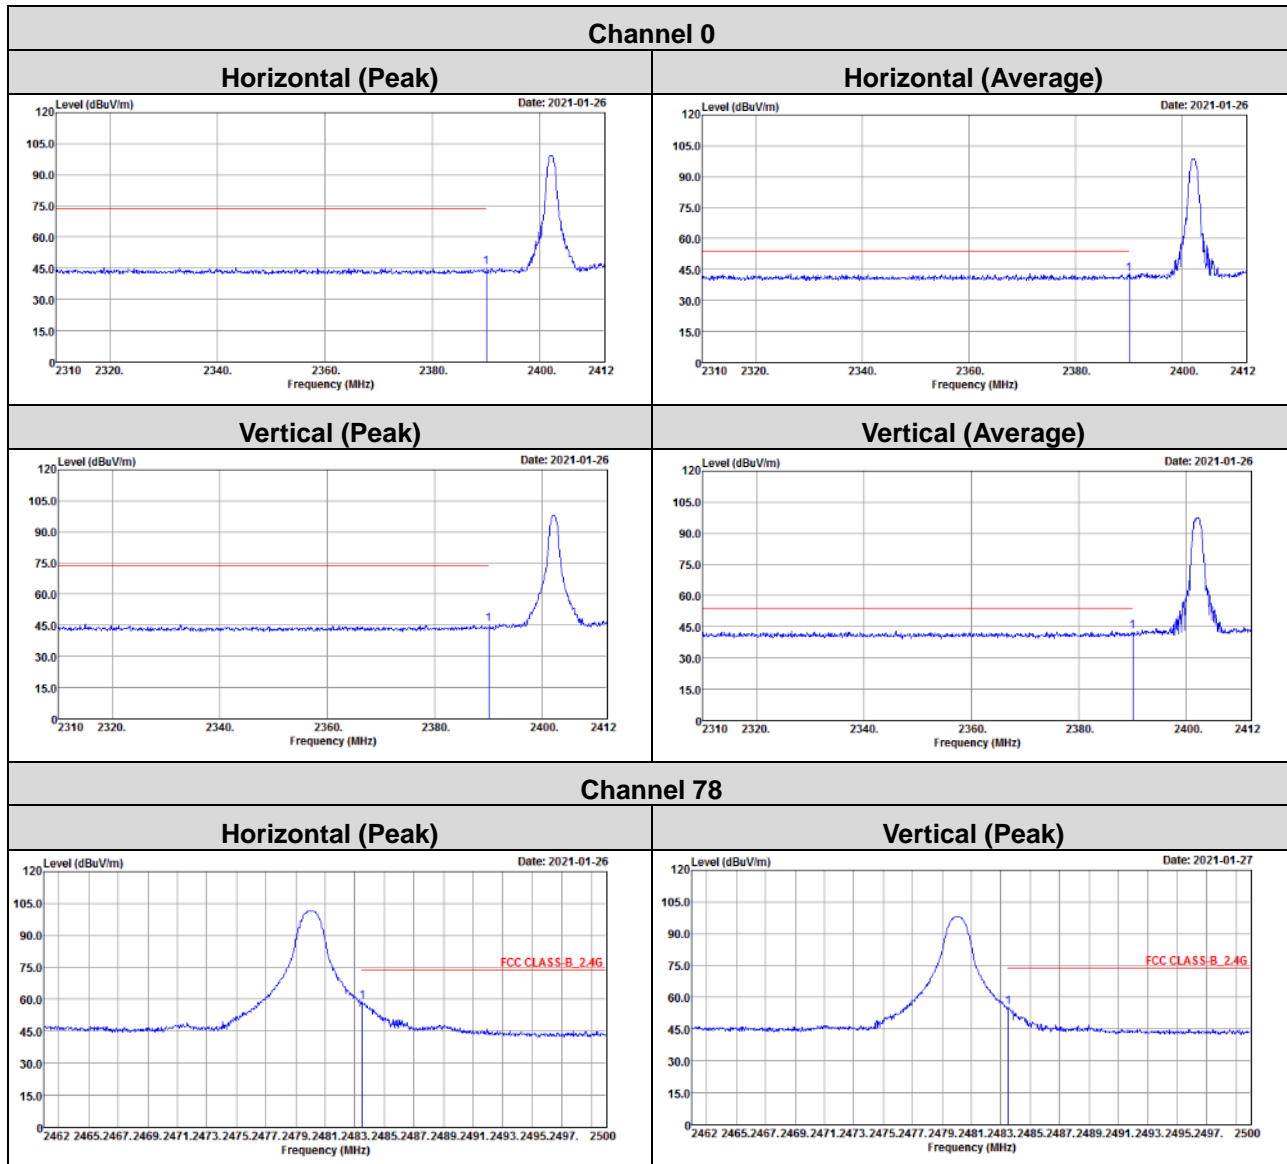 Channel 0
Horizontal (Peak)
Horizontal (Average)
Level (dBuV/m)
Date: 2021-01-26
120
105.0
90.0
75.0
60.0
45.0
30.0
15.0
0
1
2310 2320. 2340. 2360. 2380. 2400. 2412
Frequency (MHz)
Level (dBuV/m)
Date: 2021-01-26
120
105.0
90.0
75.0
60.0
45.0
30.0
15.0
0
1
2310 2320. 2340. 2360. 2380. 2400. 2412
Frequency (MHz)
Vertical (Peak)
Vertical (Average)
Level (dBuV/m)
Date: 2021-01-26
120
105.0
90.0
75.0
60.0
45.0
30.0
15.0
0
1
2310 2320. 2340. 2360. 2380. 2400. 2412
Frequency (MHz)
Level (dBuV/m)
Date: 2021-01-26
120
105.0
90.0
75.0
60.0
45.0
30.0
15.0
0
1
2310 2320. 2340. 2360. 2380. 2400. 2412
Frequency (MHz)
Channel 78
Horizontal (Peak)
Vertical (Peak)
Level (dBuV/m)
Date: 2021-01-26
120
105.0
90.0
75.0
60.0
45.0
30.0
15.0
0
FCC CLASS-B_2.4G
1
2462 2465.2467.2469.2471.2473.2475.2477.2479.2481.2483.2485.2487.2489.2491.2493.2495.2497. 2500
Frequency (MHz)
Level (dBuV/m)
Date: 2021-01-27
120
105.0
90.0
75.0
60.0
45.0
30.0
15.0
0
FCC CLASS-B_2.4G
1
2462 2465.2467.2469.2471.2473.2475.2477.2479.2481.2483.2485.2487.2489.2491.2493.2495.2497. 2500
Frequency (MHz)